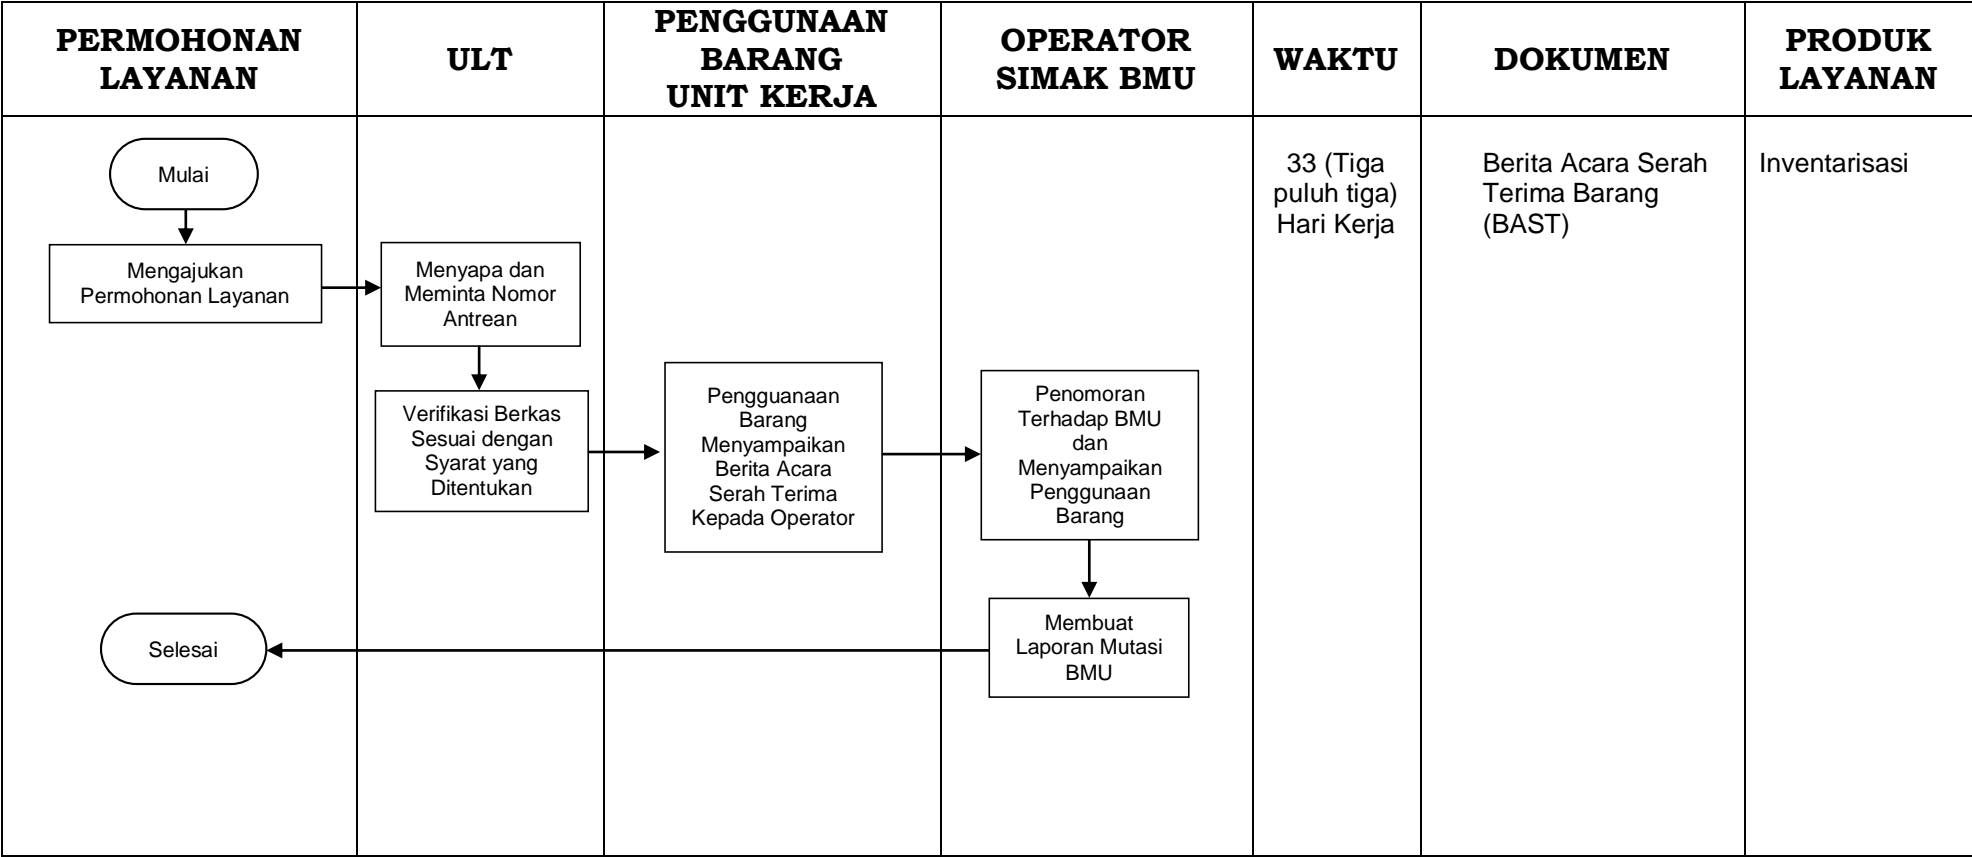 PERMOHONAN
LAYANAN
ULT
PENGGUNAAN
BARANG
UNIT KERJA
OPERATOR
SIMAK BMU
WAKTU
DOKUMEN
PRODUK
LAYANAN
Mulai
Mengajukan
Permohonan Layanan
Menyapa dan
Meminta Nomor
Antrean
Verifikasi Berkas
Sesuai dengan
Syarat yang
Ditentukan
Pengguanaan
Barang
Menyampaikan
Berita Acara
Serah Terima
Kepada Operator
Penomoran
Terhadap BMU
dan
Menyampaikan
Penggunaan
Barang
Membuat
Laporan Mutasi
BMU
Selesai
33 (Tiga
puluh tiga)
Hari Kerja
Berita Acara Serah
Terima Barang
(BAST)
Inventarisasi